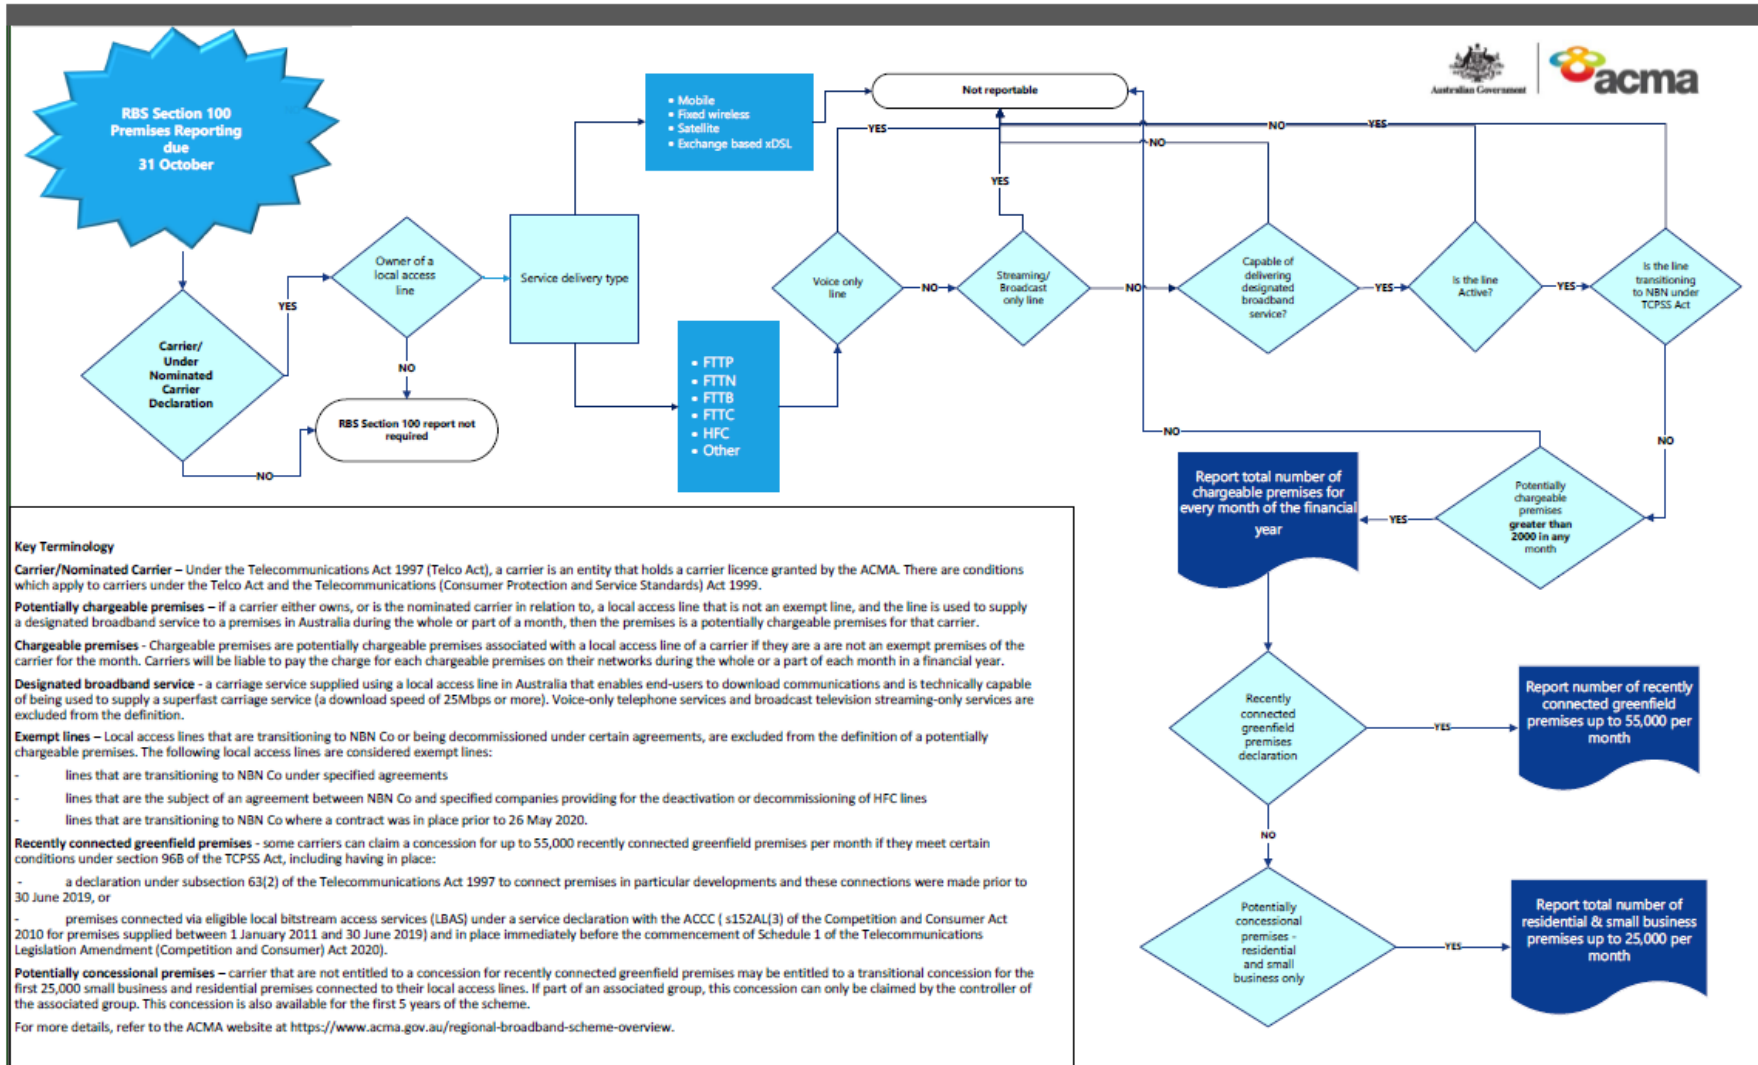 RBS Section 100
Premises Reporting
due
31 October
Australian Government
acma
• Mobile
• Fixed wireless
• Satellite
• Exchange based xDSL
Not reportable
YES
NO
YES
NO
YES
Carrier/
Under
Nominated
Carrier
Declaration
YES
NO
Owner of a
local access
line
NO
RBS Section 100 report not
required
Service delivery type
• FTTP
• FTTN
• FTTB
• FTTC
• HFC
• Other
Voice only
line
NO
Streaming/
Broadcast
only line
NO
Capable of
delivering
designated
broadband
service?
YES
Is the line
Active?
YES
Is the line
transitioning
to NBN under
TCPSS Act
NO
NO
Potentially
chargeable
premises
greater than
2000 in any
month
YES
Report total number of
chargeable premises for
every month of the financial
year
Recently
connected
greenfield
premises
declaration
YES
Report number of recently
connected greenfield
premises up to 55,000 per
month
NO
Potentially
concessional
premises -
residential
and small
business only
YES
Report total number of
residential & small business
premises up to 25,000 per
month
Key Terminology
Carrier/Nominated Carrier – Under the Telecommunications Act 1997 (Telco Act), a carrier is an entity that holds a carrier licence granted by the ACMA. There are conditions
which apply to carriers under the Telco Act and the Telecommunications (Consumer Protection and Service Standards) Act 1999.
Potentially chargeable premises – if a carrier either owns, or is the nominated carrier in relation to, a local access line that is not an exempt line, and the line is used to supply
a designated broadband service to a premises in Australia during the whole or part of a month, then the premises is a potentially chargeable premises for that carrier.
Chargeable premises - Chargeable premises are potentially chargeable premises associated with a local access line of a carrier if they are a are not an exempt premises of the
carrier for the month. Carriers will be liable to pay the charge for each chargeable premises on their networks during the whole or a part of each month in a financial year.
Designated broadband service - a carriage service supplied using a local access line in Australia that enables end-users to download communications and is technically capable
of being used to supply a superfast carriage service (a download speed of 25Mbps or more). Voice-only telephone services and broadcast television streaming-only services are
excluded from the definition.
Exempt lines – Local access lines that are transitioning to NBN Co or being decommissioned under certain agreements, are excluded from the definition of a potentially
chargeable premises. The following local access lines are considered exempt lines:
- lines that are transitioning to NBN Co under specified agreements
- lines that are the subject of an agreement between NBN Co and specified companies providing for the deactivation or decommissioning of HFC lines
- lines that are transitioning to NBN Co where a contract was in place prior to 26 May 2020.
Recently connected greenfield premises - some carriers can claim a concession for up to 55,000 recently connected greenfield premises per month if they meet certain
conditions under section 96B of the TCPSS Act, including having in place:
- a declaration under subsection 63(2) of the Telecommunications Act 1997 to connect premises in particular developments and these connections were made prior to
30 June 2019, or
- premises connected via eligible local bitstream access services (LBAS) under a service declaration with the ACCC ( s152AL(3) of the Competition and Consumer Act
2010 for premises supplied between 1 January 2011 and 30 June 2019) and in place immediately before the commencement of Schedule 1 of the Telecommunications
Legislation Amendment (Competition and Consumer) Act 2020).
Potentially concessional premises – carrier that are not entitled to a concession for recently connected greenfield premises may be entitled to a transitional concession for the
first 25,000 small business and residential premises connected to their local access lines. If part of an associated group, this concession can only be claimed by the controller of
the associated group. This concession is also available for the first 5 years of the scheme.
For more details, refer to the ACMA website at https://www.acma.gov.au/regional-broadband-scheme-overview.